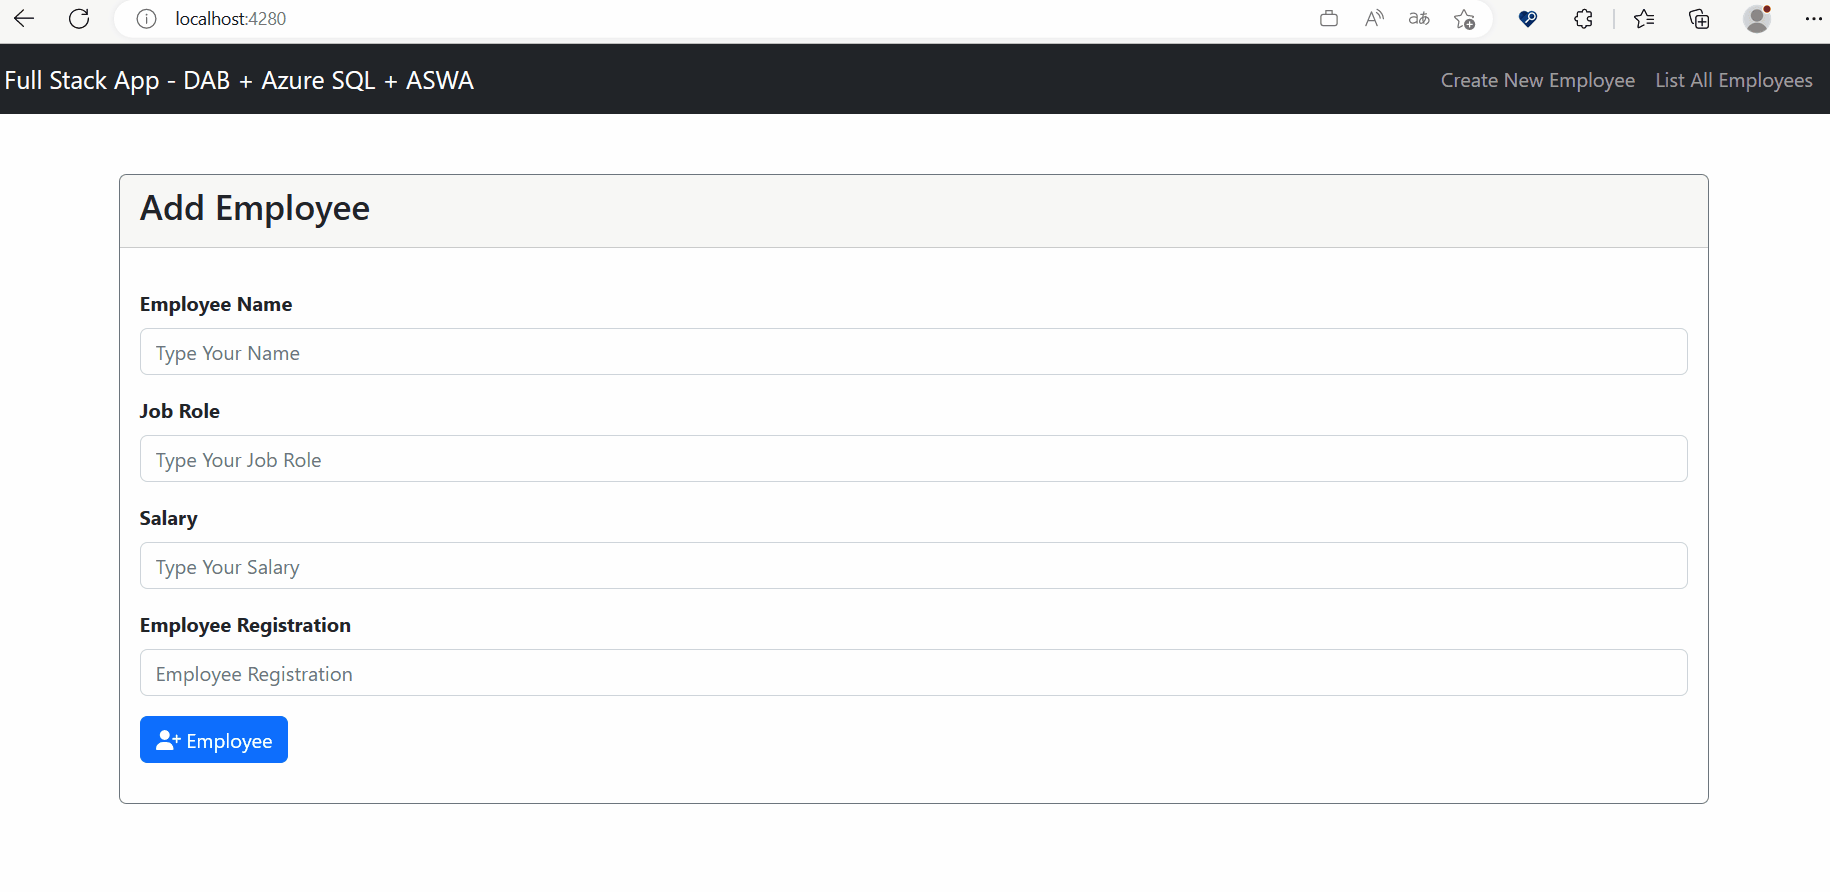 localhost:4280
Full Stack App - DAB + Azure SQL + ASWA
Create New Employee List All Employees
Add Employee
Employee Name
Type Your Name
Job Role
Type Your Job Role
Salary
Type Your Salary
Employee Registration
Employee Registration
Employee